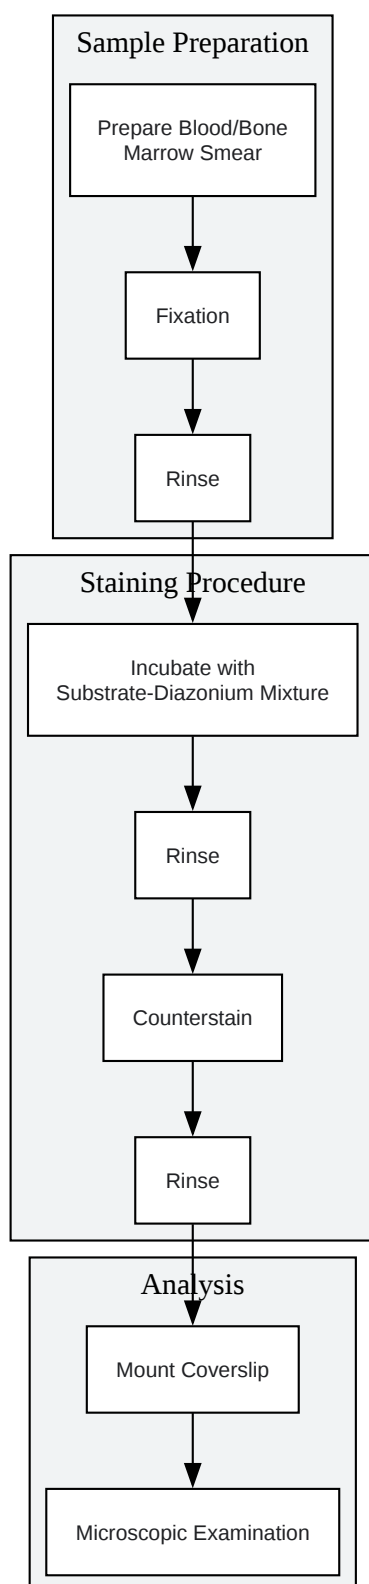 Sample Preparation
Prepare Blood/Bone
Marrow Smear
Fixation
Rinse
Staining Procedure
Incubate with
Substrate-Diazonium Mixture
Rinse
Counterstain
Rinse
Analysis
Mount Coverslip
Microscopic Examination